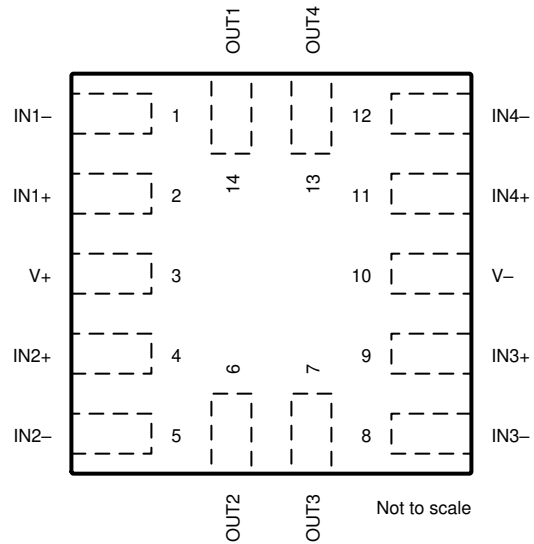 OUT1 OUT4
IN1– 1 12 IN4–
14 13
IN1+ 2 11 IN4+
V+ 3 10 V–
IN2+ 4 6 7 9 IN3+
IN2– 5 8 IN3–
OUT2 OUT3
Not to scale